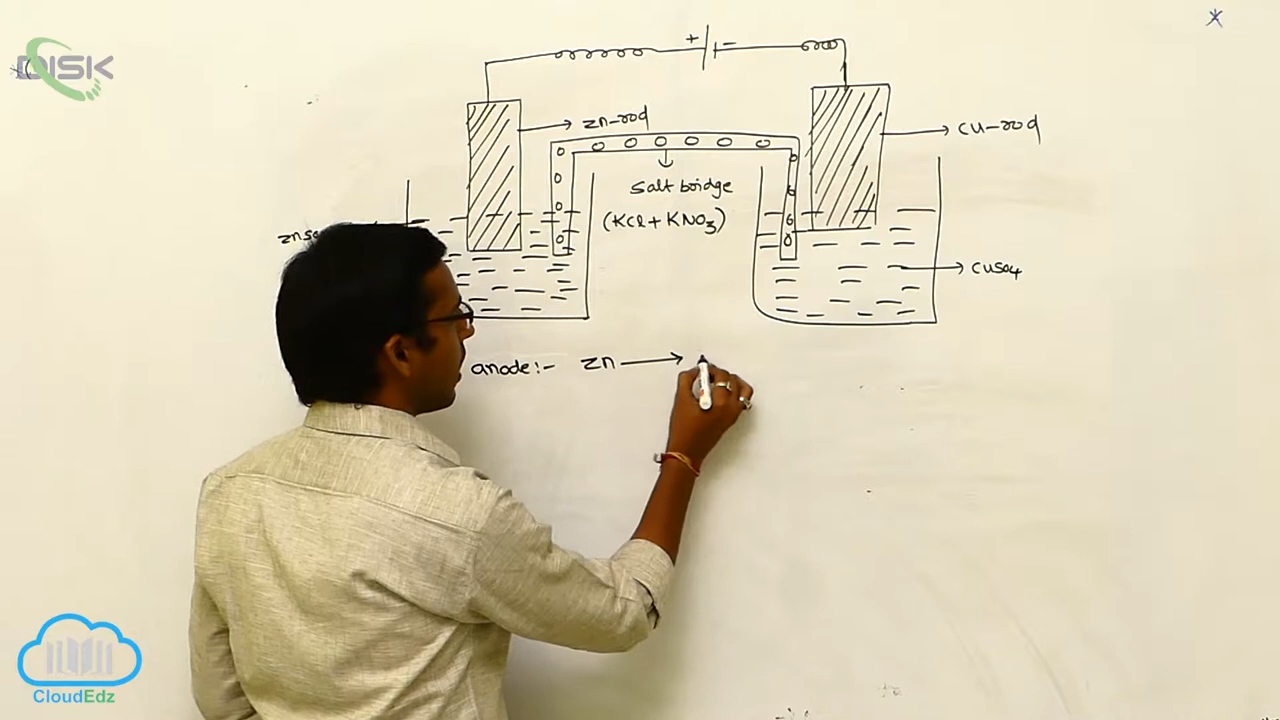 DISK
+ -
zn-rod
cu-rod
salt bridge
(KCl + KNO3)
cuso4
anode:- zn ⟶
CloudEdz